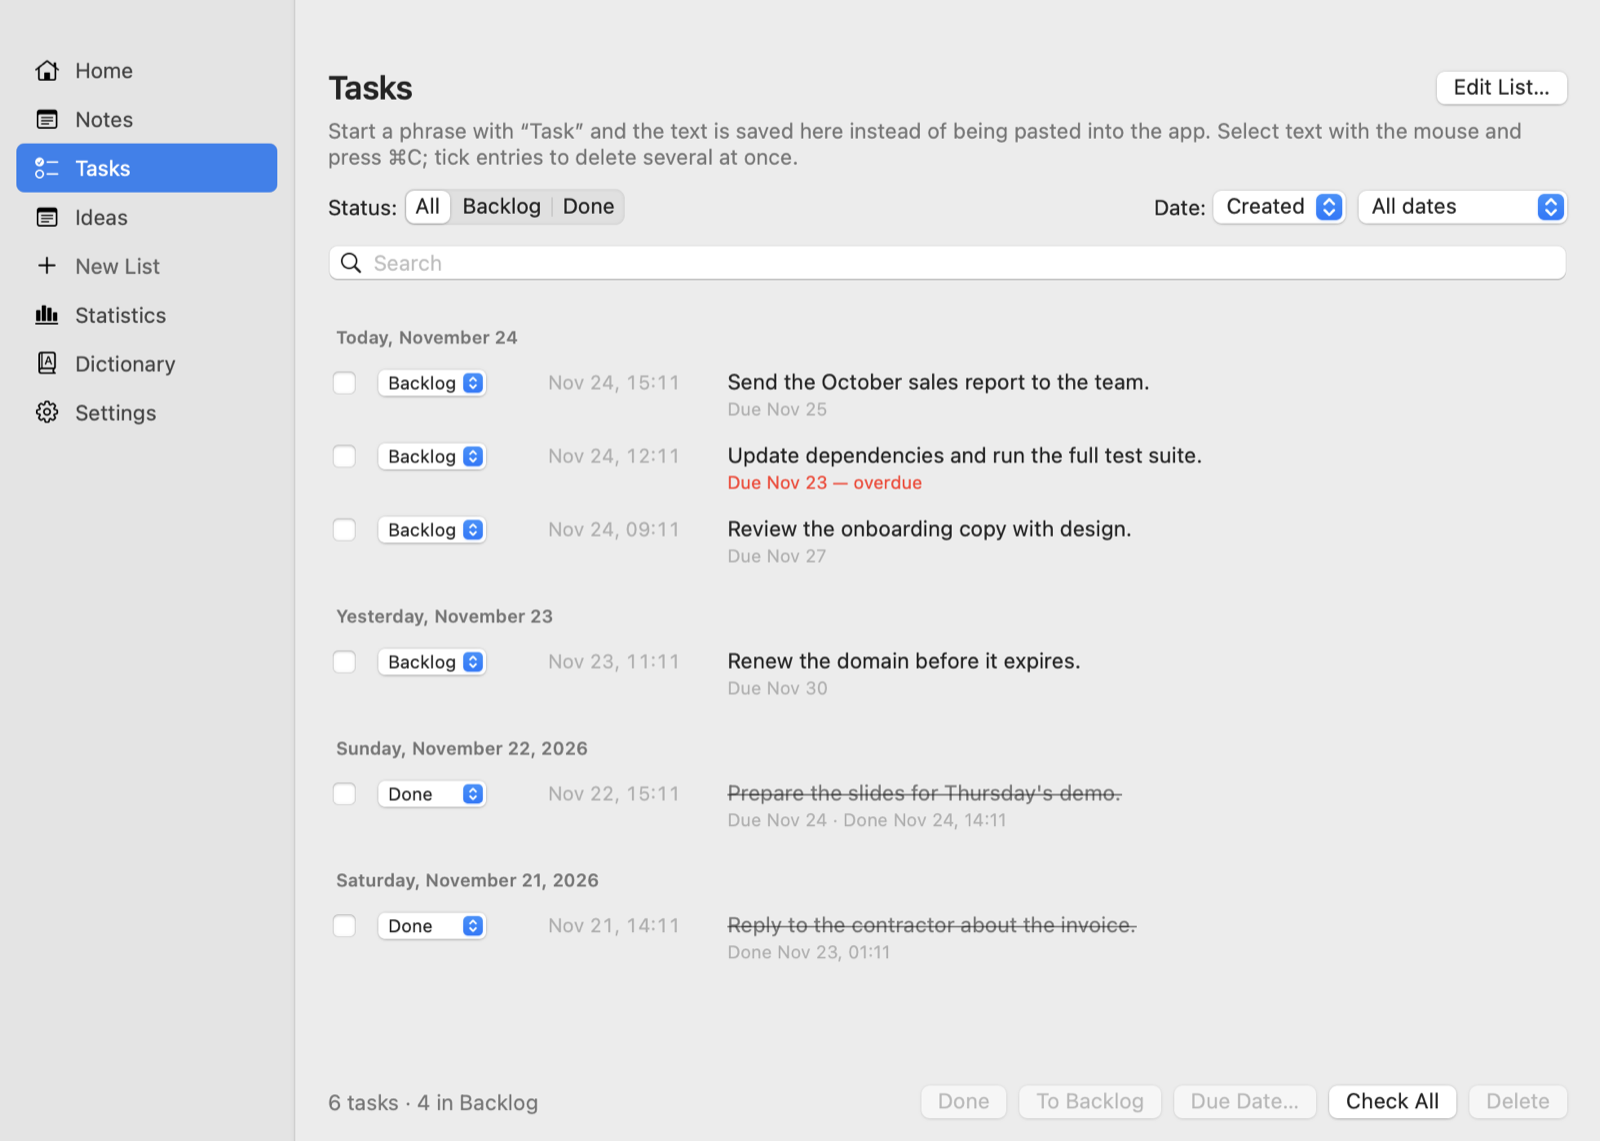 Home
Notes
Tasks
Ideas
New List
Statistics
Dictionary
Settings
Tasks
Edit List...
Start a phrase with “Task” and the text is saved here instead of being pasted into the app. Select text with the mouse and
press ⌘C; tick entries to delete several at once.
Status: All Backlog Done
Date: Created All dates
Search
Today, November 24
Backlog Nov 24, 15:11 Send the October sales report to the team.
Due Nov 25
Backlog Nov 24, 12:11 Update dependencies and run the full test suite.
Due Nov 23 — overdue
Backlog Nov 24, 09:11 Review the onboarding copy with design.
Due Nov 27
Yesterday, November 23
Backlog Nov 23, 11:11 Renew the domain before it expires.
Due Nov 30
Sunday, November 22, 2026
Done Nov 22, 15:11 Prepare the slides for Thursday's demo.
Due Nov 24 · Done Nov 24, 14:11
Saturday, November 21, 2026
Done Nov 21, 14:11 Reply to the contractor about the invoice.
Done Nov 23, 01:11
6 tasks · 4 in Backlog
Done To Backlog Due Date... Check All Delete